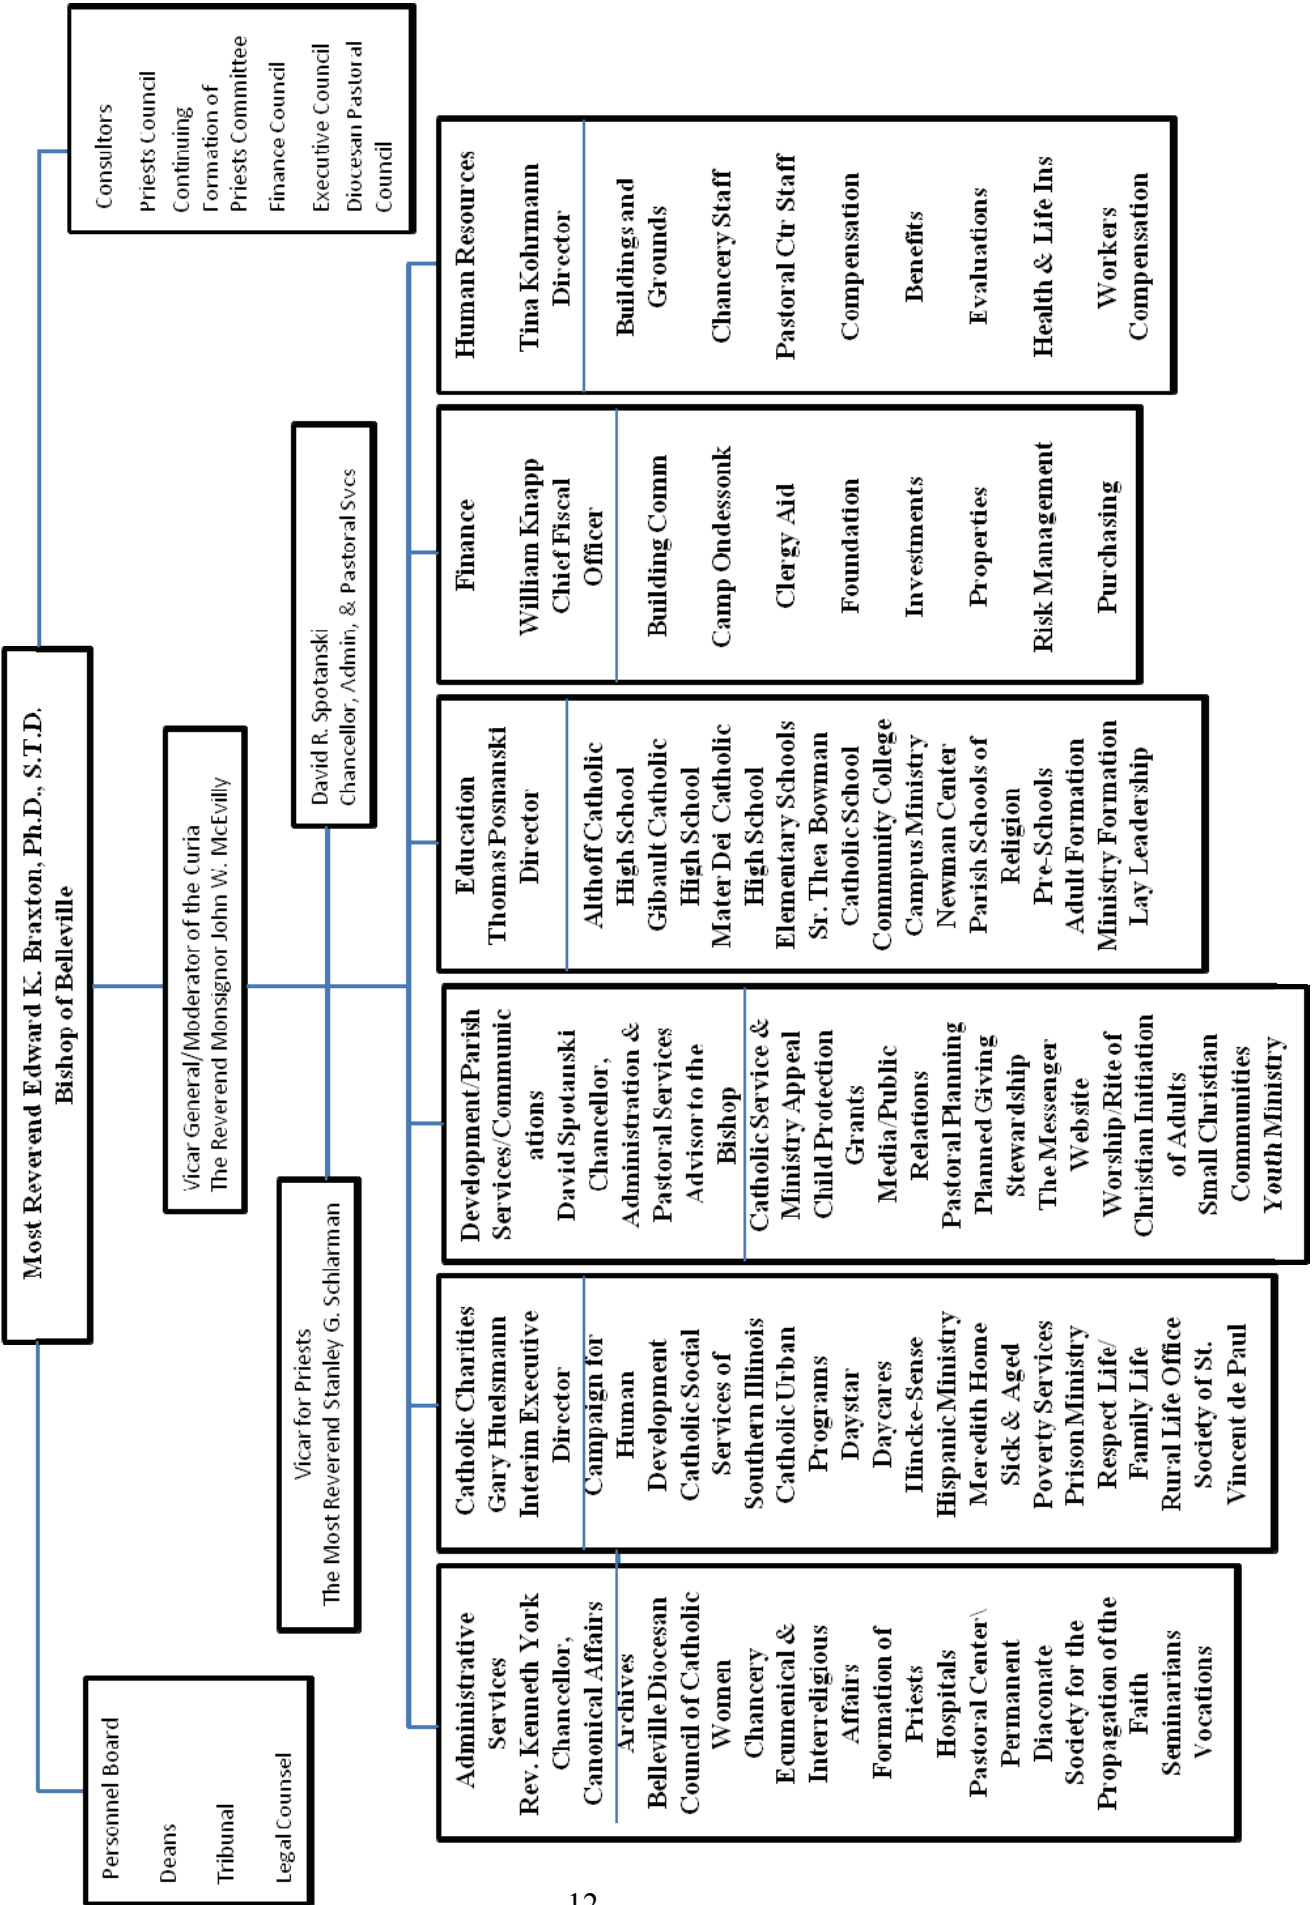 Most Reverend Edward K. Braxton, Ph.D., S.T.D.
Bishop of Belleville
Personnel Board
Deans
Tribunal
Legal Counsel
Consultors
Priests Council
Continuing
Formation of
Priests Committee
Finance Council
Executive Council
Diocesan Pastoral
Council
Vicar General/Moderator of the Curia
The Reverend Monsignor John W. McEvilly
Vicar for Priests
The Most Reverend Stanley G. Schlarman
David R. Spotanski
Chancellor, Admin, & Pastoral Svcs
Administrative
Services
Rev. Kenneth York
Chancellor,
Canonical Affairs
Archives
Belleville Diocesan
Council of Catholic
Women
Chancery
Ecumenical &
Interreligious
Affairs
Formation of
Priests
Hospitals
Pastoral Center\
Permanent
Diaconate
Society for the
Propagation of the
Faith
Seminarians
Vocations
Catholic Charities
Gary Huelsmann
Interim Executive
Director
Campaign for
Human
Development
Catholic Social
Services of
Southern Illinois
Catholic Urban
Programs
Daystar
Daycares
Hincke-Sense
Hispanic Ministry
Meredith Home
Sick & Aged
Poverty Services
Prison Ministry
Respect Life/
Family Life
Rural Life Office
Society of St.
Vincent de Paul
Development/Parish
Services/Communic
ations
David Spotanski
Chancellor,
Administration &
Pastoral Services
Advisor to the
Bishop
Catholic Service &
Ministry Appeal
Child Protection
Grants
Media/Public
Relations
Pastoral Planning
Planned Giving
Stewardship
The Messenger
Website
Worship/Rite of
Christian Initiation
of Adults
Small Christian
Communities
Youth Ministry
Education
Thomas Posnanski
Director
Althoff Catholic
High School
Gibault Catholic
High School
Mater Dei Catholic
High School
Elementary Schools
Sr. Thea Bowman
Catholic School
Community College
Campus Ministry
Newman Center
Parish Schools of
Religion
Pre-Schools
Adult Formation
Ministry Formation
Lay Leadership
Finance
William Knapp
Chief Fiscal
Officer
Building Comm
Camp Ondessonk
Clergy Aid
Foundation
Investments
Properties
Risk Management
Purchasing
Human Resources
Tina Kohrmann
Director
Buildings and
Grounds
Chancery Staff
Pastoral Ctr Staff
Compensation
Benefits
Evaluations
Health & Life Ins
Workers
Compensation
12